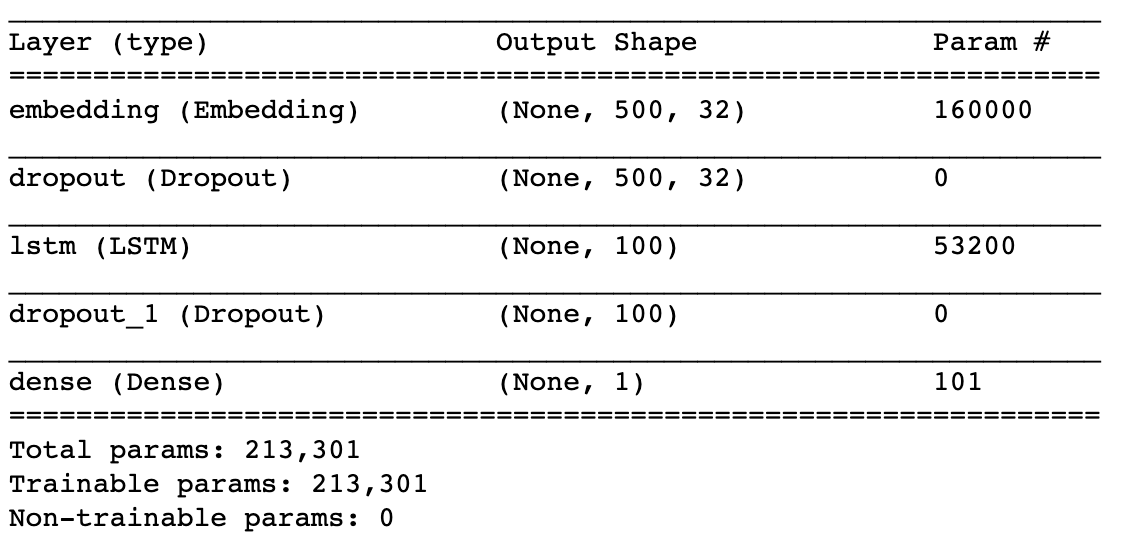 Layer (type) Output Shape Param #
=================================================================
embedding (Embedding) (None, 500, 32) 160000
dropout (Dropout) (None, 500, 32) 0
lstm (LSTM) (None, 100) 53200
dropout_1 (Dropout) (None, 100) 0
dense (Dense) (None, 1) 101
=================================================================
Total params: 213,301
Trainable params: 213,301
Non-trainable params: 0